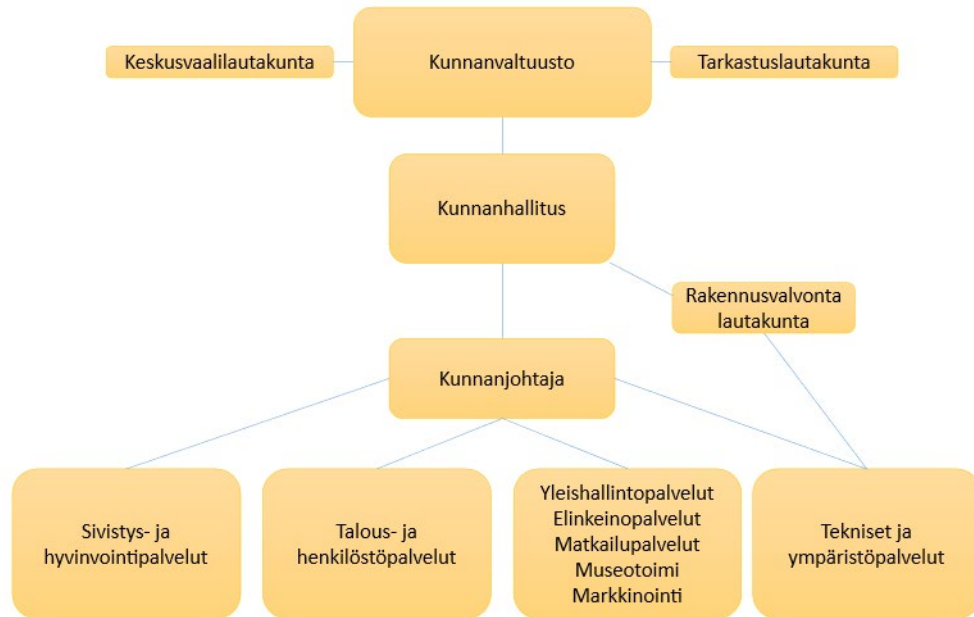 Keskusvaalilautakunta
Kunnanvaltuusto
Tarkastuslautakunta
Kunnanhallitus
Rakennusvalvonta
lautakunta
Kunnanjohtaja
Sivistys- ja
hyvinvointipalvelut
Talous- ja
henkilöstöpalvelut
Yleishallintopalvelut
Elinkeinopalvelut
Matkailupalvelut
Museotoimi
Markkinointi
Tekniset ja
ympäristöpalvelut